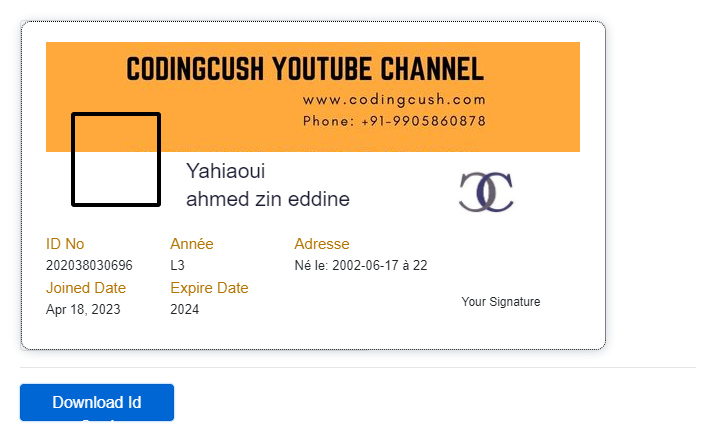 CODINGCUSH YOUTUBE CHANNEL
www.codingcush.com
Phone: +91-9905860878
Yahiaoui
ahmed zin eddine
ID No Année Adresse
202038030696 L3 Né le: 2002-06-17 à 22
Joined Date Expire Date
Apr 18, 2023 2024
Your Signature
Download Id